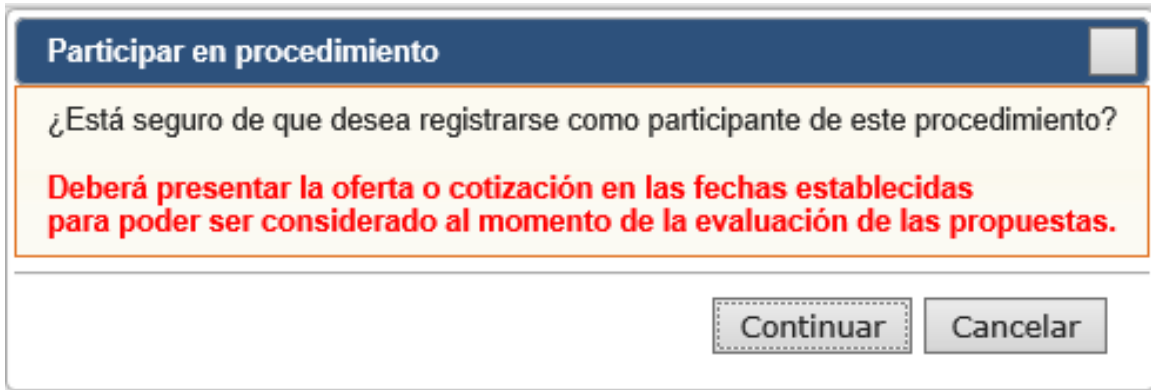 Participar en procedimiento
¿Está seguro de que desea registrarse como participante de este procedimiento?
Deberá presentar la oferta o cotización en las fechas establecidas
para poder ser considerado al momento de la evaluación de las propuestas.
Continuar Cancelar